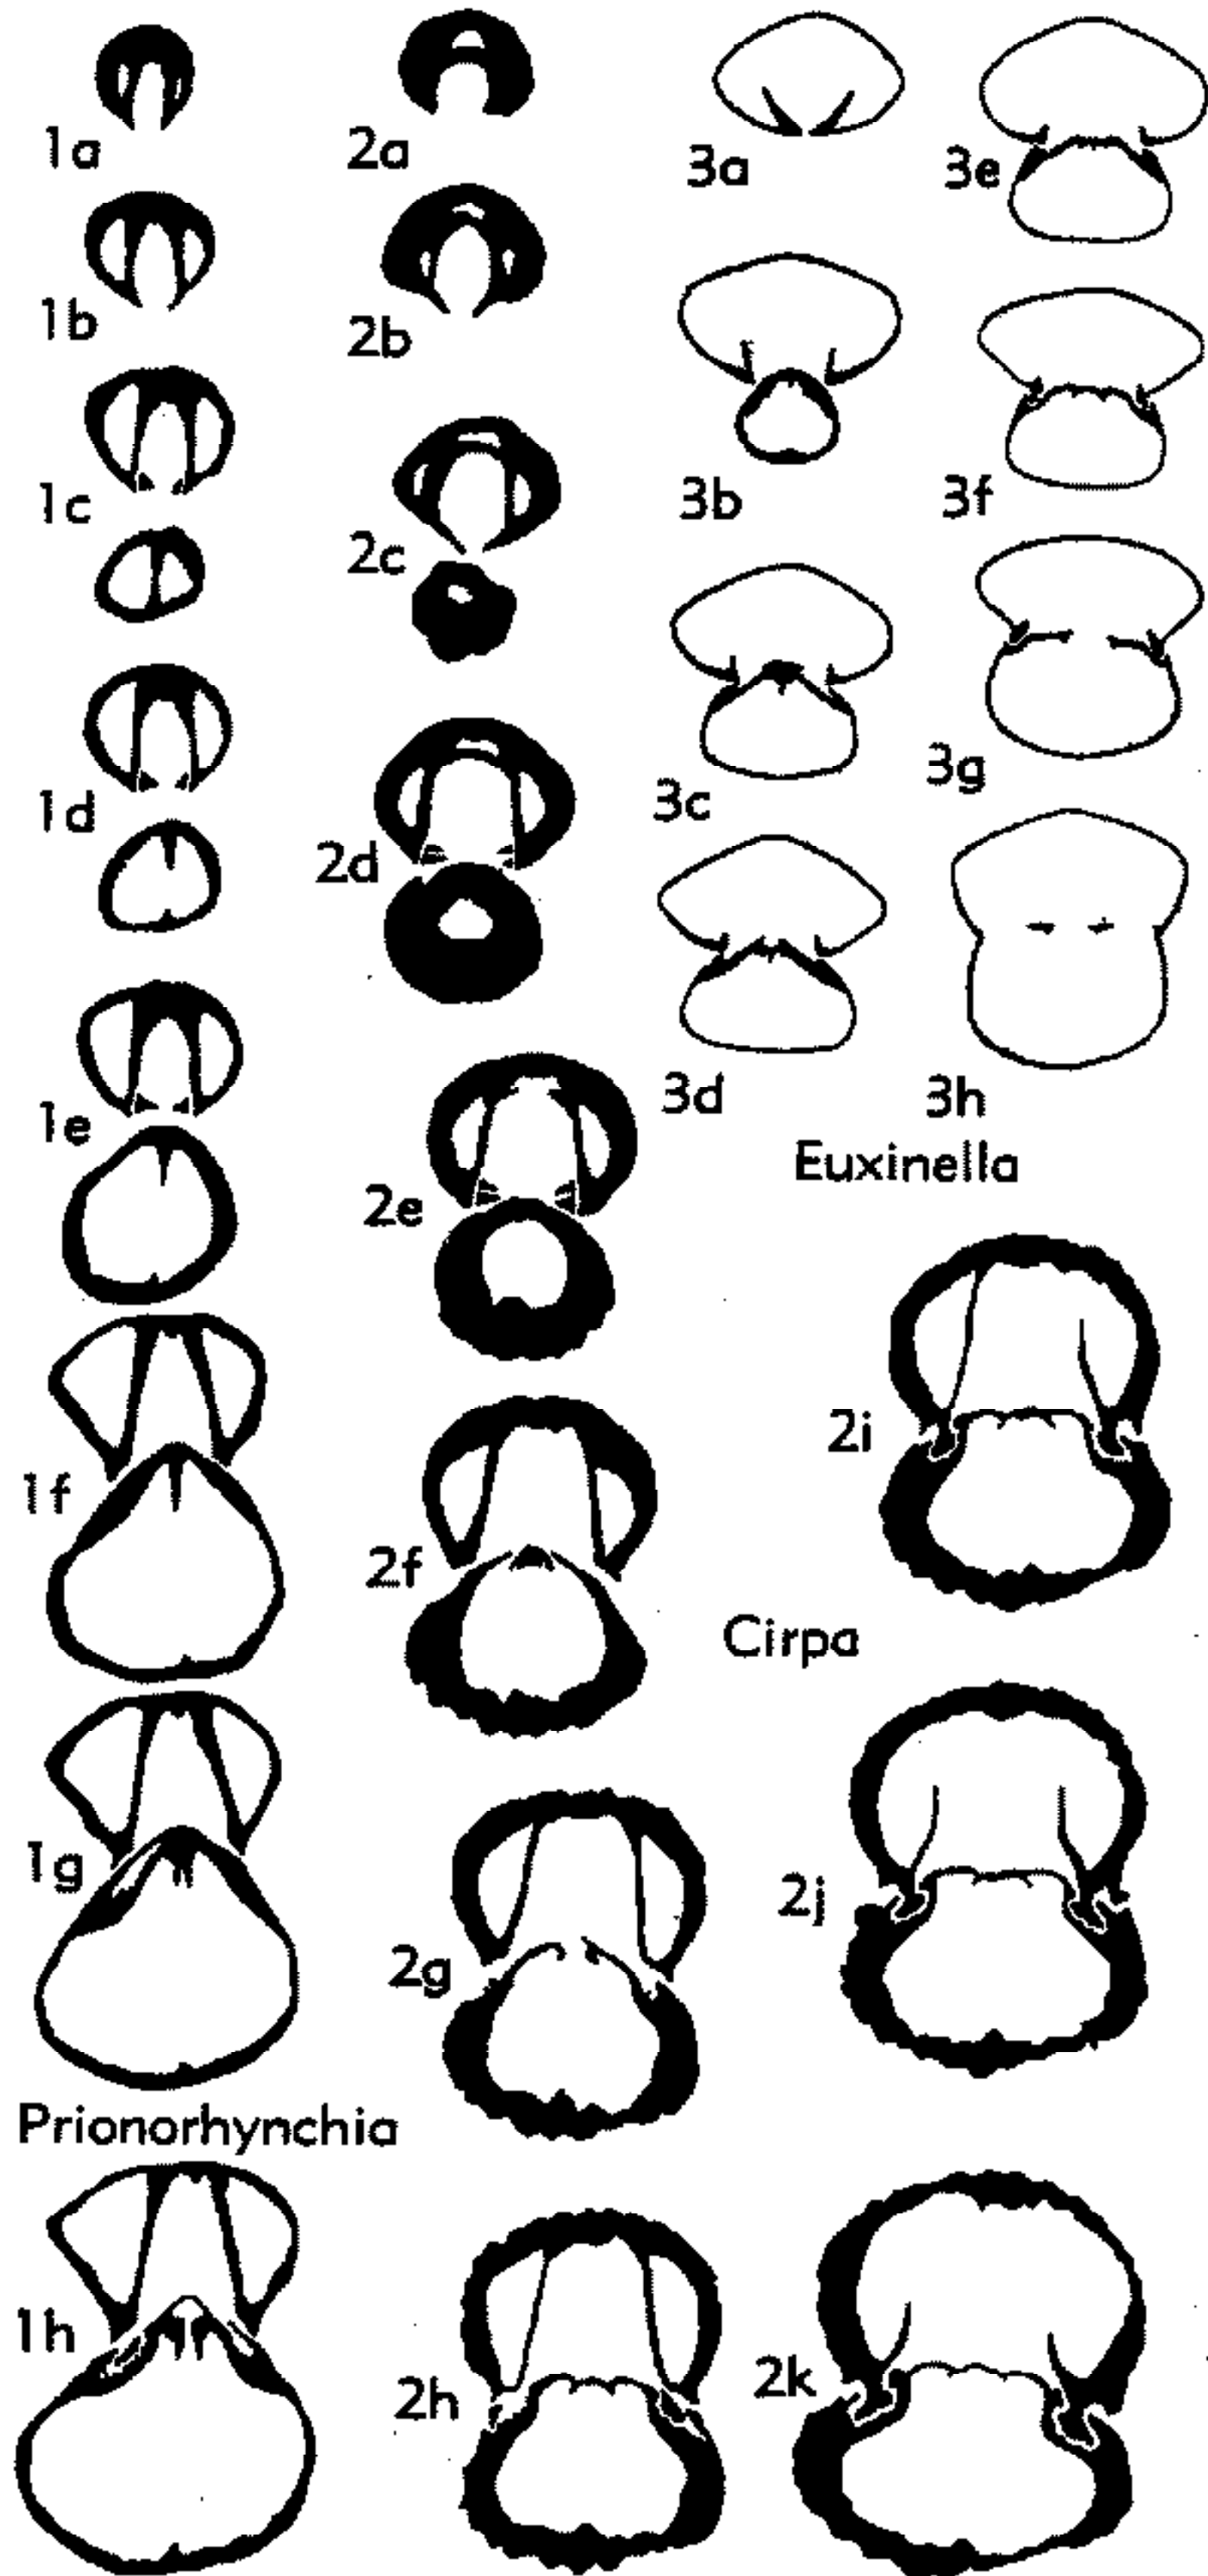 1a
1b
1c
1d
1e
1f
1g
Prionorhynchia
1h
2a
2b
2c
2d
2e
2f
2g
2h
3a
3b
3c
3d
3e
3f
3g
3h
Euxinella
2i
Cirpa
2j
2k